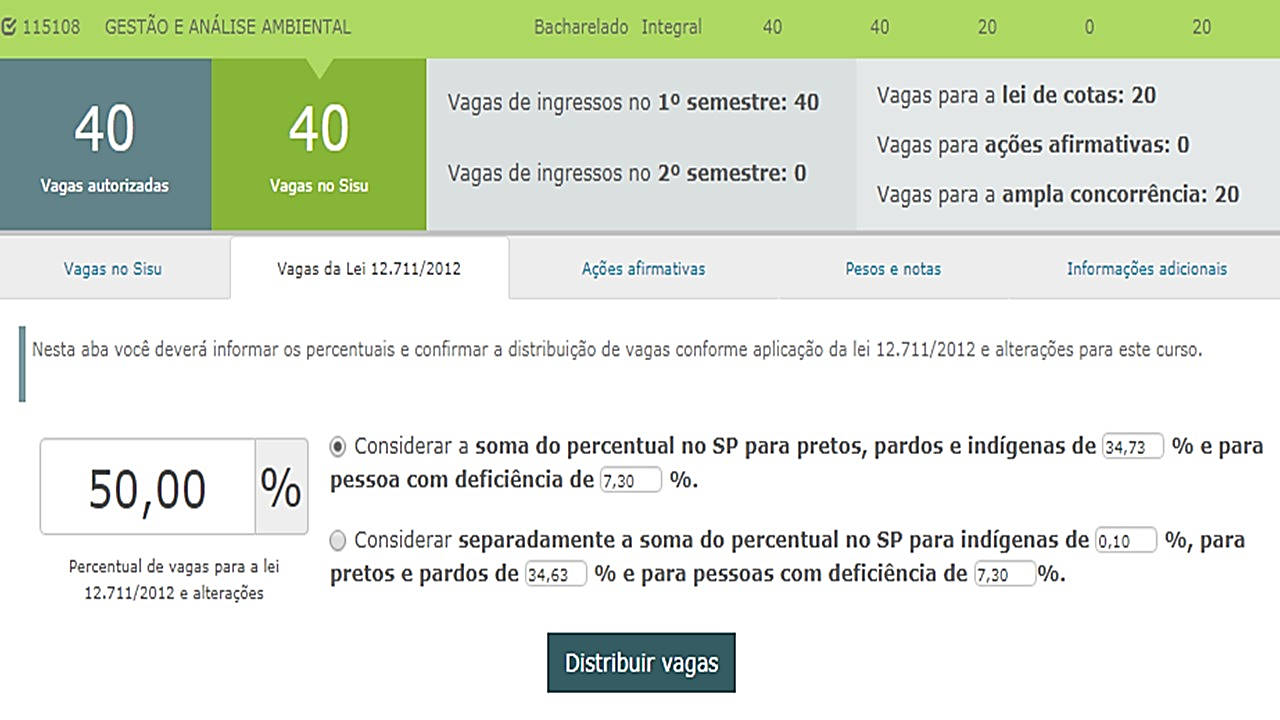 115108 GESTÃO E ANÁLISE AMBIENTAL Bacharelado Integral 40 40 20 0 20
40
Vagas autorizadas
40
Vagas no Sisu
Vagas de ingressos no 1º semestre: 40
Vagas de ingressos no 2º semestre: 0
Vagas para a lei de cotas: 20
Vagas para ações afirmativas: 0
Vagas para a ampla concorrência: 20
Vagas no Sisu Vagas da Lei 12.711/2012 Ações afirmativas Pesos e notas Informações adicionais
Nesta aba você deverá informar os percentuais e confirmar a distribuição de vagas conforme aplicação da lei 12.711/2012 e alterações para este curso.
50,00 %
Percentual de vagas para a lei
12.711/2012 e alterações
Considerar a soma do percentual no SP para pretos, pardos e indígenas de 34,73 % e para
pessoa com deficiência de 7,30 %.
Considerar separadamente a soma do percentual no SP para indígenas de 0,10 %, para
pretos e pardos de 34,63 % e para pessoas com deficiência de 7,30 %.
Distribuir vagas